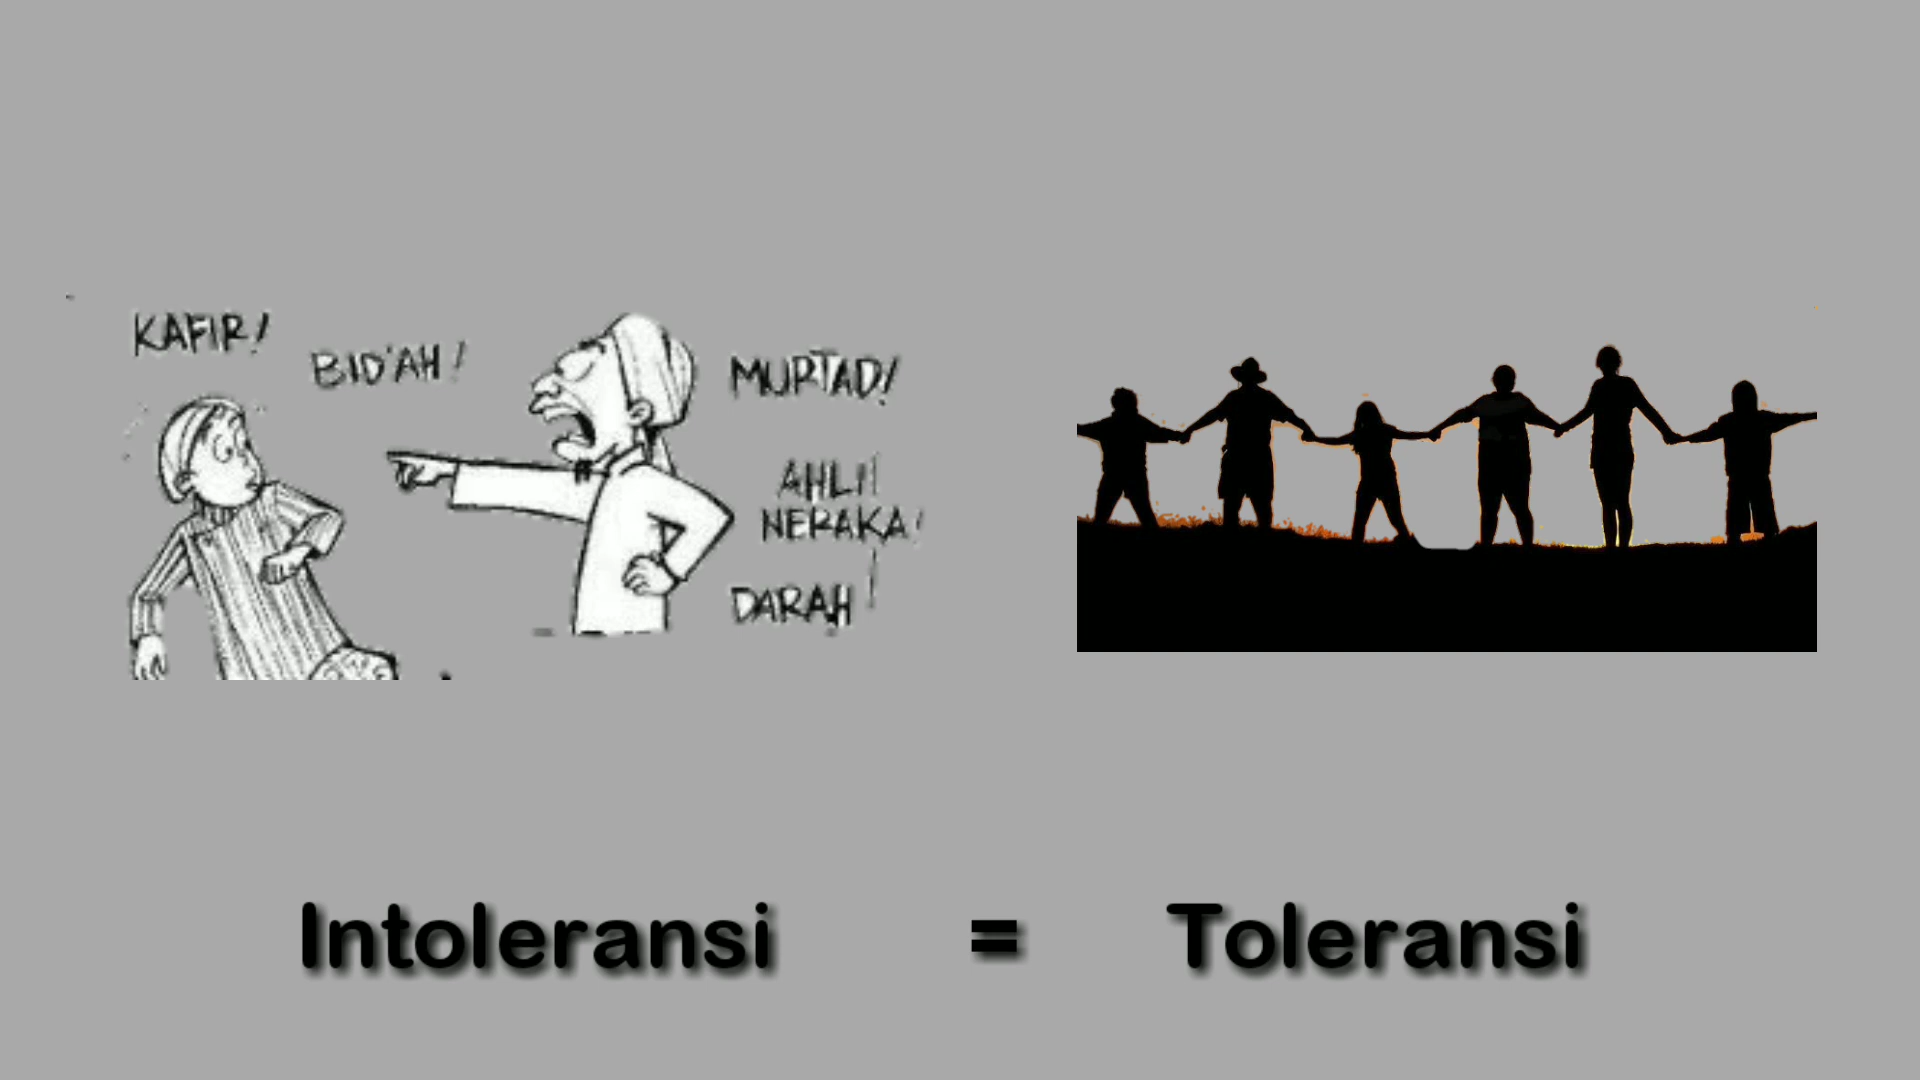 KAFIR!
BID'AH!
MURTAD!
AHLI
NERAKA!
DARAH!
Intoleransi = Toleransi